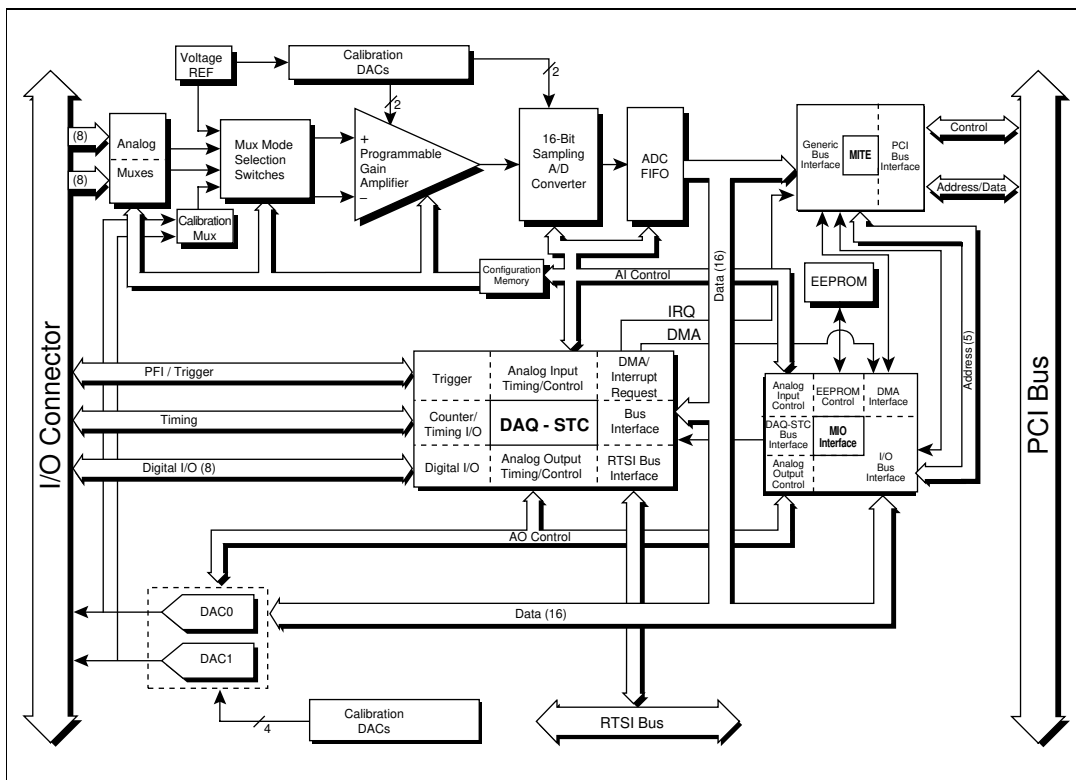 Voltage
REF
Calibration
DACs
2
2
(8)
(8)
Analog
Muxes
Mux Mode
Selection
Switches
Calibration
Mux
+
Programmable
Gain
Amplifier
−
16-Bit
Sampling
A/D
Converter
ADC
FIFO
Generic
Bus
Interface
MITE
PCI
Bus
Interface
Control
Address/Data
Configuration
Memory
AI Control
Data (16)
EEPROM
Address (5)
IRQ
DMA
I/O Connector
PCI Bus
PFI / Trigger
Timing
Digital I/O (8)
Trigger
Analog Input
Timing/Control
DMA/
Interrupt
Request
Counter/
Timing I/O
DAQ - STC
Bus
Interface
Digital I/O
Analog Output
Timing/Control
RTSI Bus
Interface
Analog
Input
Control
EEPROM
Control
DMA
Interface
DAQ-STC
Bus
Interface
MIO
Interface
Analog
Output
Control
I/O
Bus
Interface
AO Control
DAC0
DAC1
Data (16)
4
Calibration
DACs
RTSI Bus